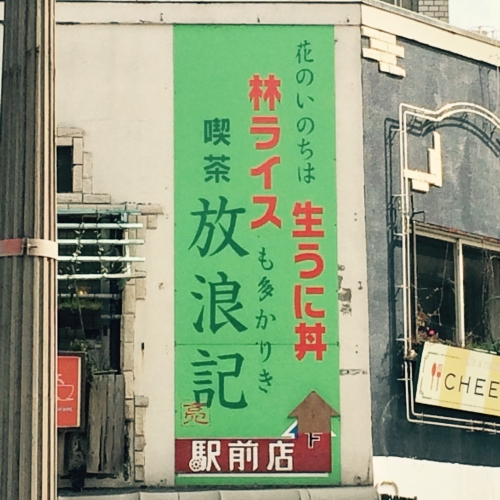 花のいのちは
生うに丼
林ライス
も多かりき
喫茶
放浪記
駅前店
CHEE